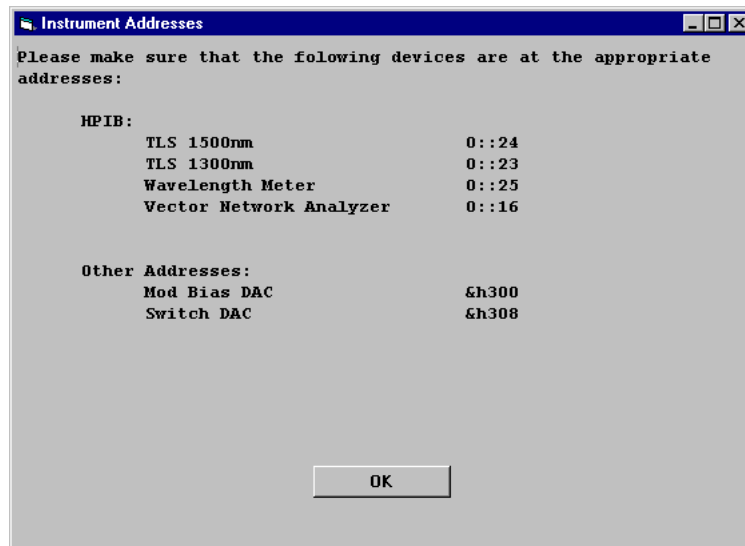 Instrument Addresses
Please make sure that the folowing devices are at the appropriate
addresses:
HPIB:
TLS 1500nm 0::24
TLS 1300nm 0::23
Wavelength Meter 0::25
Vector Network Analyzer 0::16
Other Addresses:
Mod Bias DAC &h300
Switch DAC &h308
OK